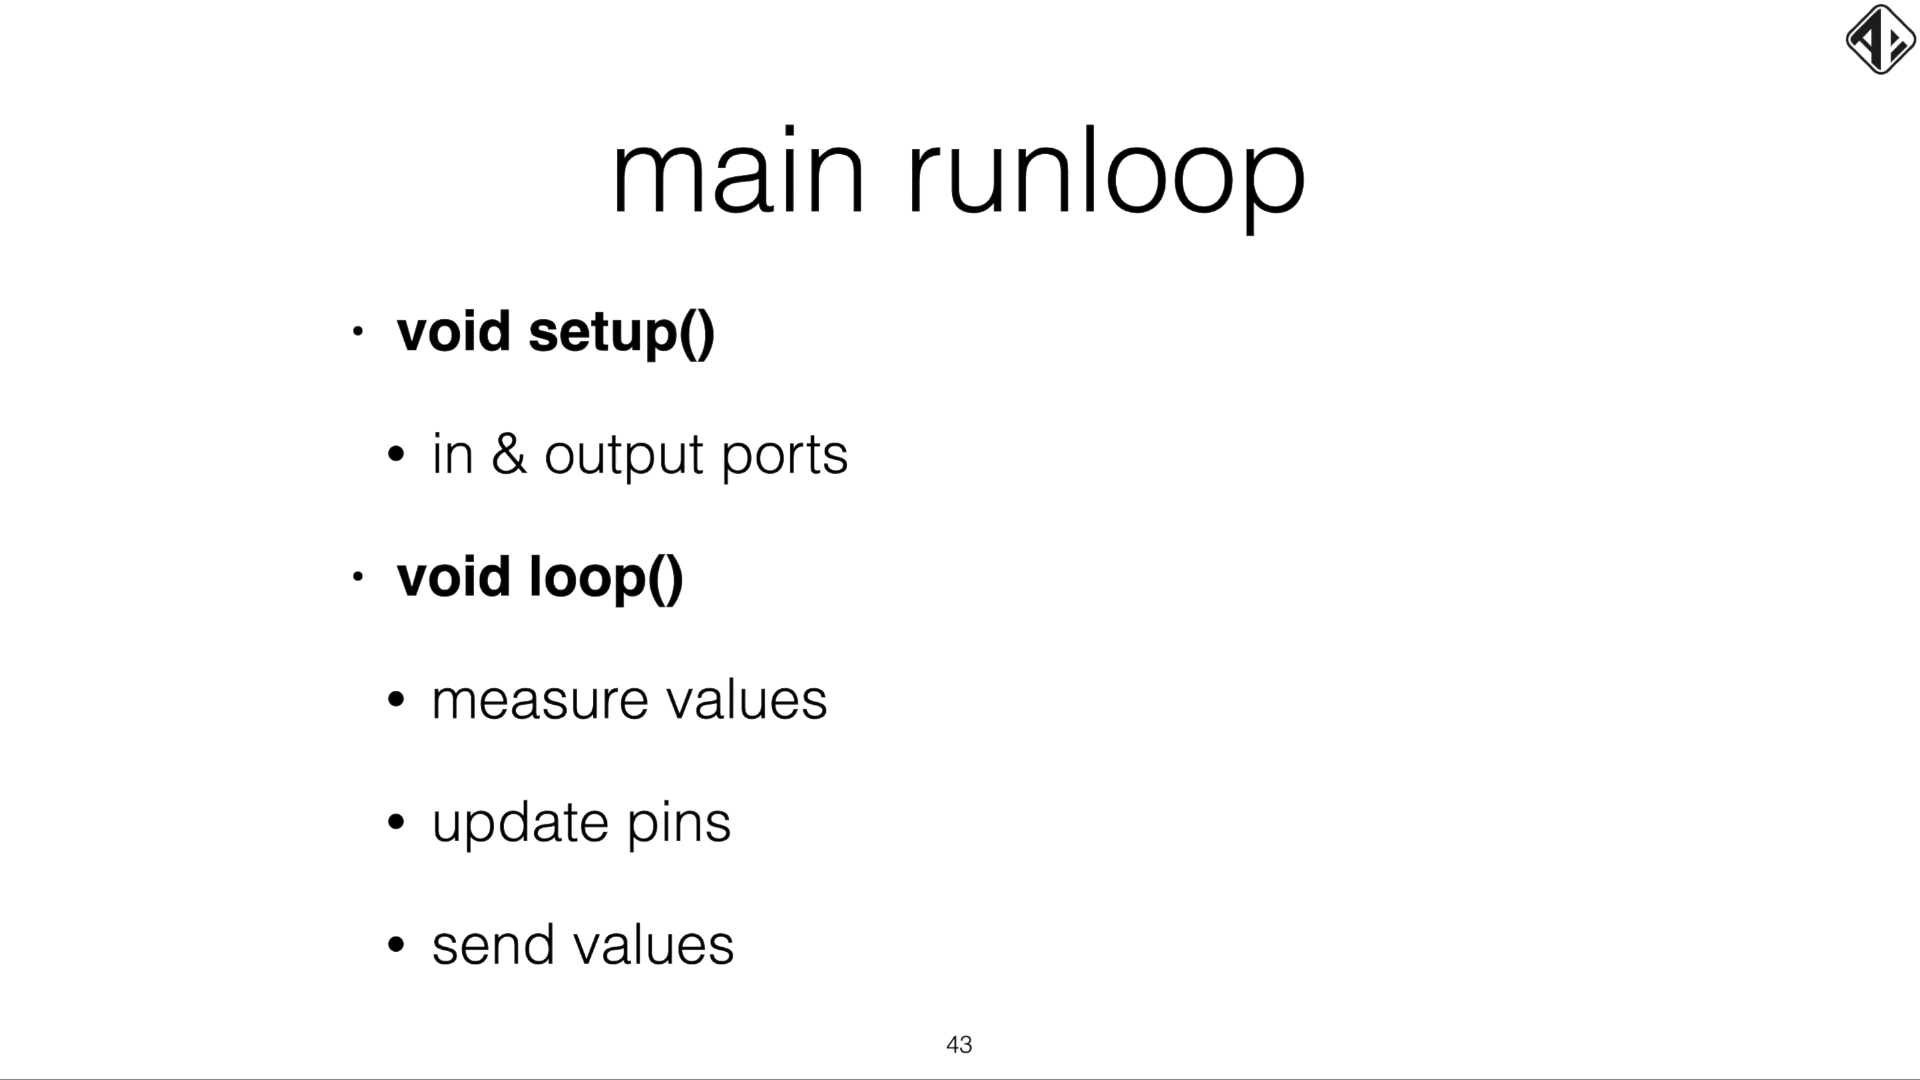 main runloop
• void setup()
• in & output ports
• void loop()
• measure values
• update pins
• send values
43